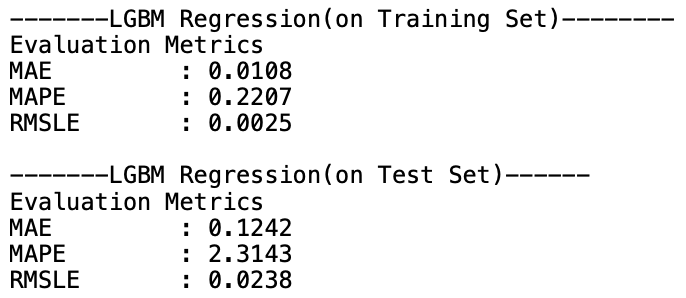 -------LGBM Regression(on Training Set)--------
Evaluation Metrics
MAE         : 0.0108
MAPE        : 0.2207
RMSLE       : 0.0025

-------LGBM Regression(on Test Set)------
Evaluation Metrics
MAE         : 0.1242
MAPE        : 2.3143
RMSLE       : 0.0238